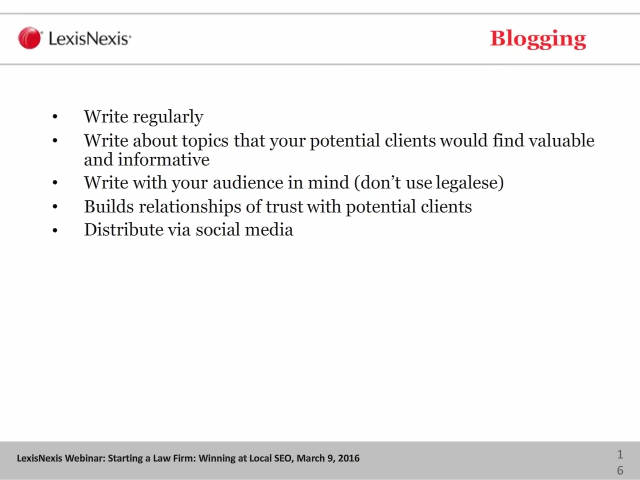 LexisNexis®
Blogging
• Write regularly
• Write about topics that your potential clients would find valuable
and informative
• Write with your audience in mind (don’t use legalese)
• Builds relationships of trust with potential clients
• Distribute via social media
LexisNexis Webinar: Starting a Law Firm: Winning at Local SEO, March 9, 2016
1
6